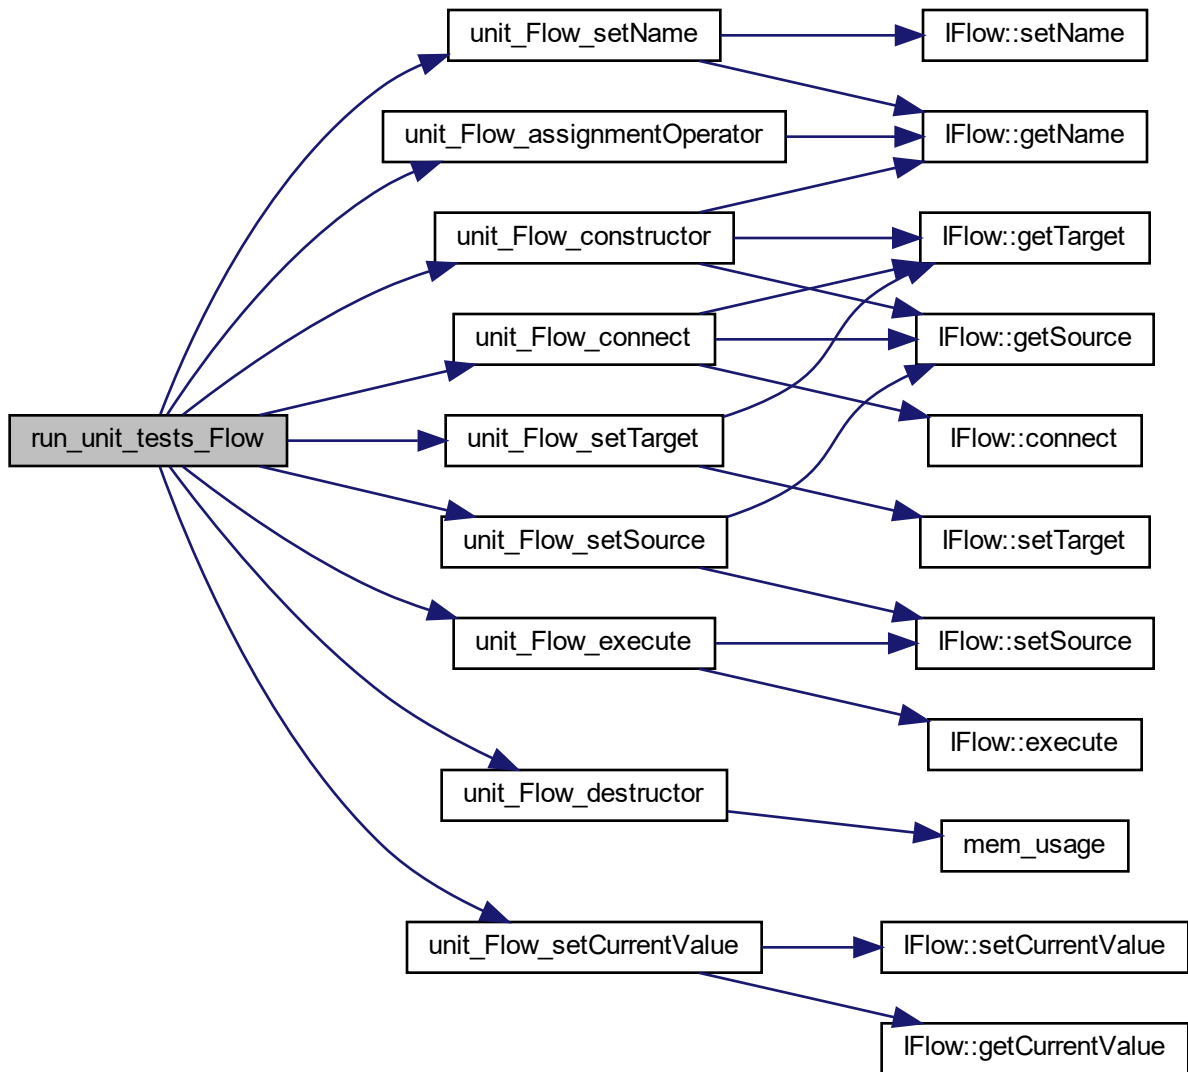 unit_Flow_setName
IFlow::setName
unit_Flow_assignmentOperator
IFlow::getName
unit_Flow_constructor
IFlow::getTarget
unit_Flow_connect
IFlow::getSource
run_unit_tests_Flow
unit_Flow_setTarget
IFlow::connect
unit_Flow_setSource
IFlow::setTarget
unit_Flow_execute
IFlow::setSource
IFlow::execute
unit_Flow_destructor
mem_usage
unit_Flow_setCurrentValue
IFlow::setCurrentValue
IFlow::getCurrentValue